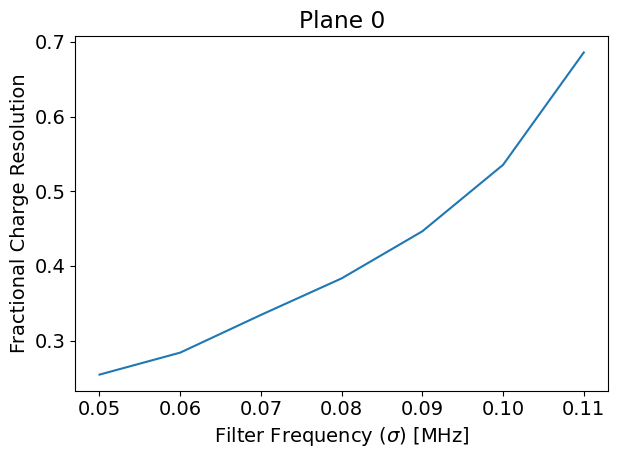 Plane 0
Fractional Charge Resolution
0.7
0.6
0.5
0.4
0.3
0.05 0.06 0.07 0.08 0.09 0.10 0.11
Filter Frequency (σ) [MHz]